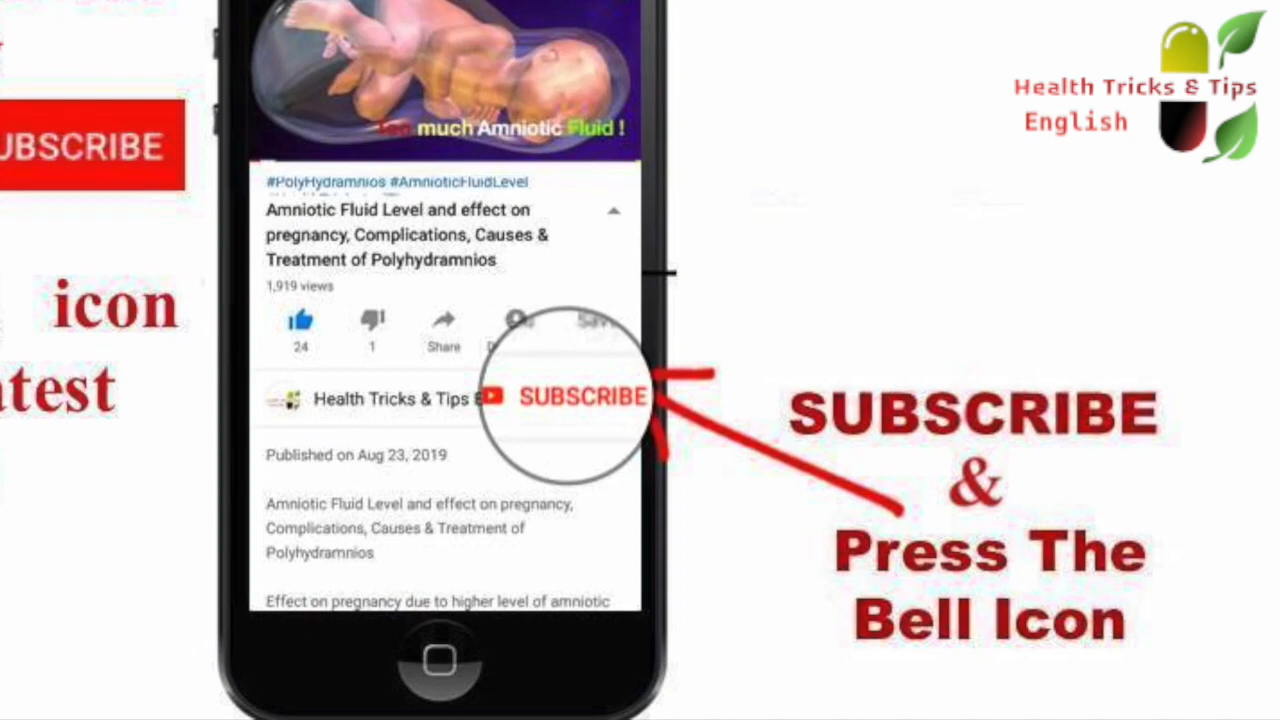 UBSCRIBE
icon
atest
much Amniotic Fluid !
#PolyHydramnios #AmnioticFluidLevel
Amniotic Fluid Level and effect on
pregnancy, Complications, Causes &
Treatment of Polyhydramnios
1,919 views
24
1
Share
SUBSCRIBE
Health Tricks & Tips
Published on Aug 23, 2019
Amniotic Fluid Level and effect on pregnancy,
Complications, Causes & Treatment of
Polyhydramnios
Effect on pregnancy due to higher level of amniotic
Health Tricks & Tips
English
SUBSCRIBE
&
Press The
Bell Icon